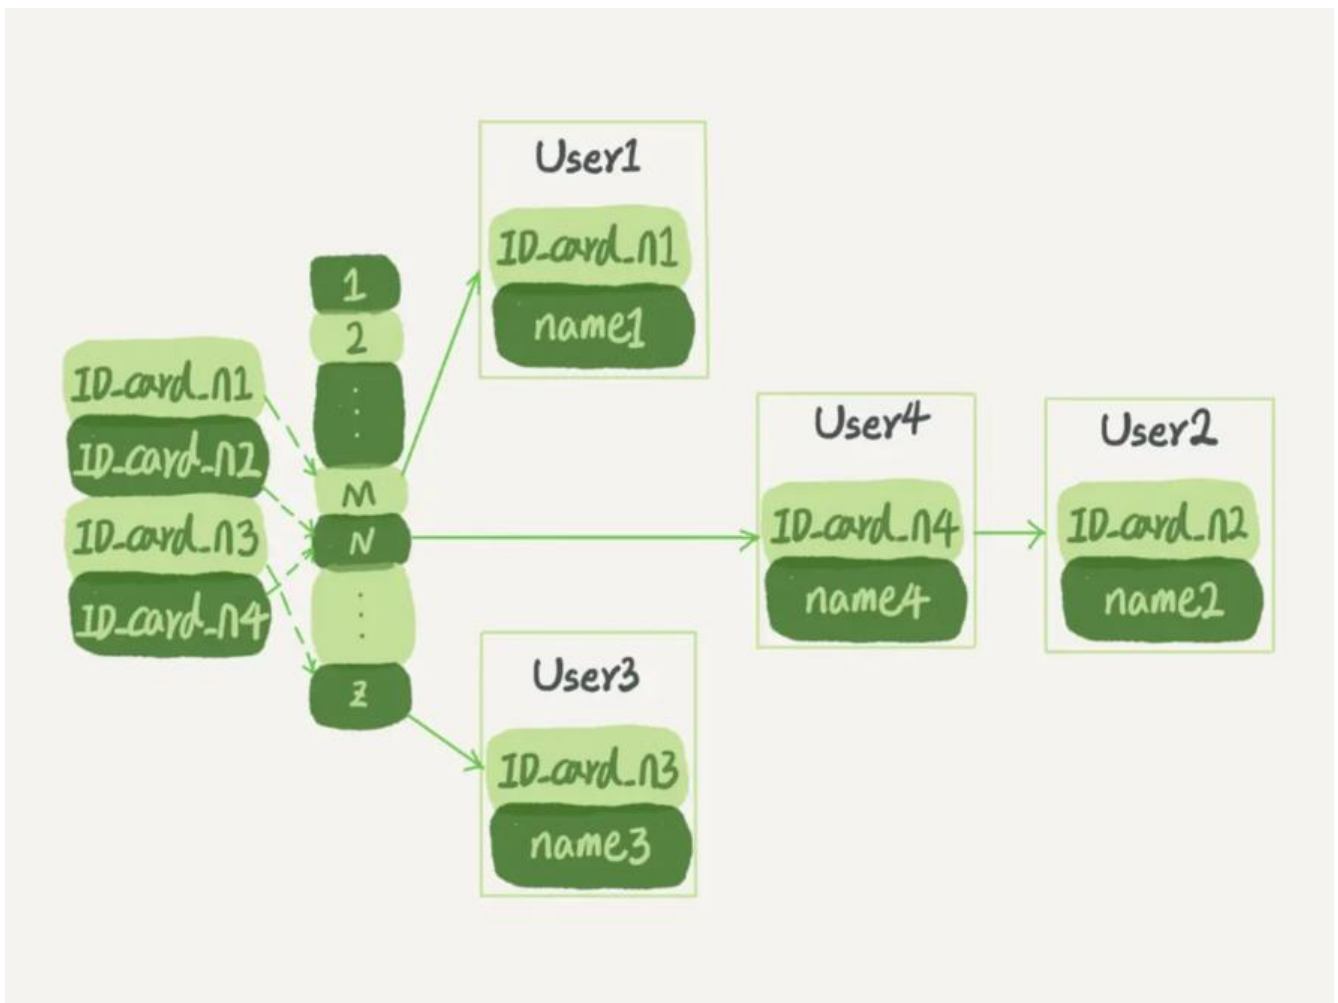 ID_card_n1
ID_card_n2
ID_card_n3
ID_card_n4
1
2
⋮
M
N
⋮
Z
User1
ID_card_n1
name1
User4
ID_card_n4
name4
User2
ID_card_n2
name2
User3
ID_card_n3
name3